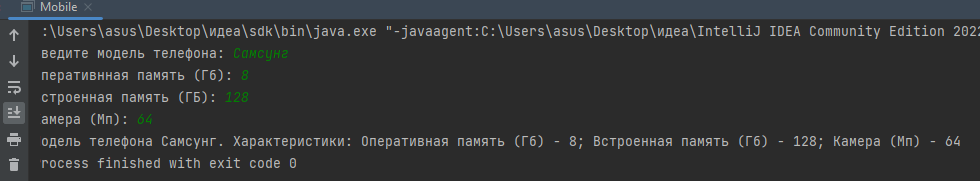 Mobile
:\Users\asus\Desktop\идеа\sdk\bin\java.exe "-javaagent:C:\Users\asus\Desktop\идеа\IntelliJ IDEA Community Edition 202
ведите модель телефона: Самсунг
перативнная память (Гб): 8
строенная память (ГБ): 128
амера (Мп): 64
одель телефона Самсунг. Характеристики: Оперативная память (Гб) - 8; Встроенная память (Гб) - 128; Камера (Мп) - 64
rocess finished with exit code 0